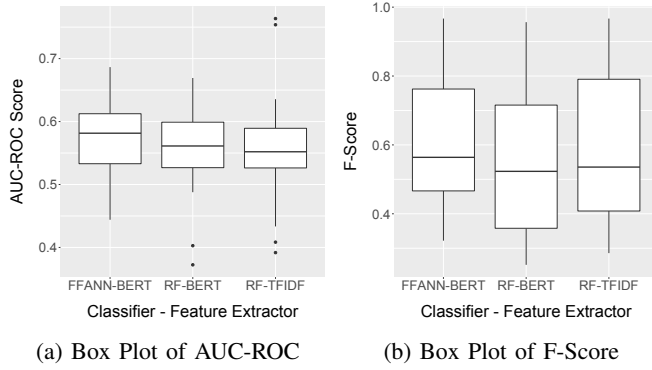 AUC-ROC Score
0.7
0.6
0.5
0.4
FFANN-BERT RF-BERT RF-TFIDF
Classifier - Feature Extractor
(a) Box Plot of AUC-ROC
F-Score
1.0
0.8
0.6
0.4
FFANN-BERT RF-BERT RF-TFIDF
Classifier - Feature Extractor
(b) Box Plot of F-Score